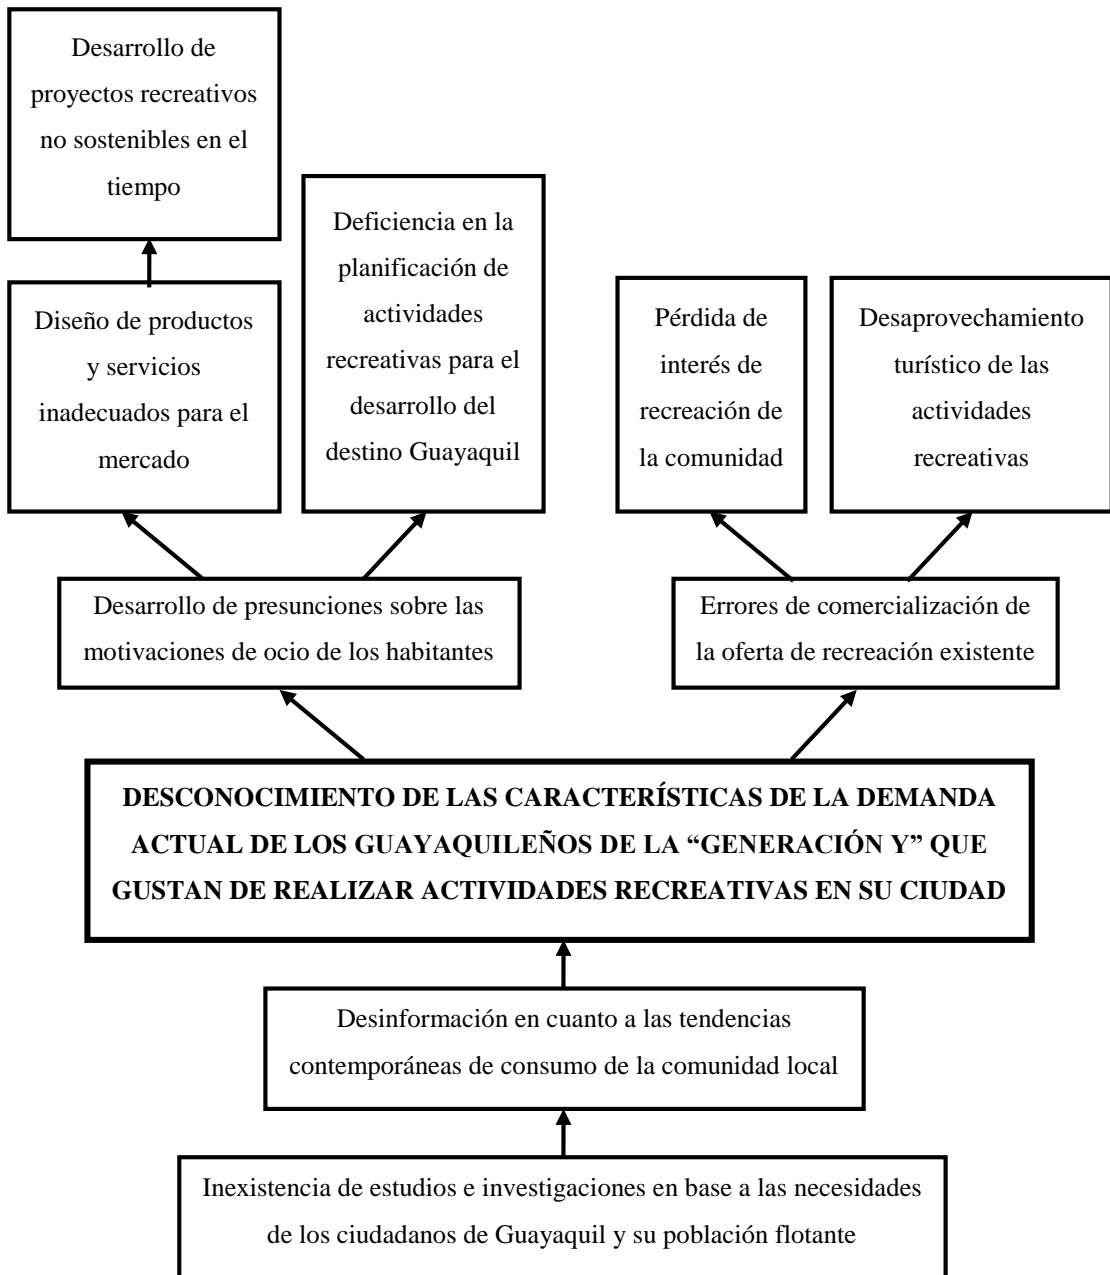 Desarrollo de
proyectos recreativos
no sostenibles en el
tiempo
Diseño de productos
y servicios
inadecuados para el
mercado
Deficiencia en la
planificación de
actividades
recreativas para el
desarrollo del
destino Guayaquil
Pérdida de
interés de
recreación de
la comunidad
Desaprovechamiento
turístico de las
actividades
recreativas
Desarrollo de presunciones sobre las
motivaciones de ocio de los habitantes
Errores de comercialización de
la oferta de recreación existente
DESCONOCIMIENTO DE LAS CARACTERÍSTICAS DE LA DEMANDA
ACTUAL DE LOS GUAYAQUILEÑOS DE LA “GENERACIÓN Y” QUE
GUSTAN DE REALIZAR ACTIVIDADES RECREATIVAS EN SU CIUDAD
Desinformación en cuanto a las tendencias
contemporáneas de consumo de la comunidad local
Inexistencia de estudios e investigaciones en base a las necesidades
de los ciudadanos de Guayaquil y su población flotante